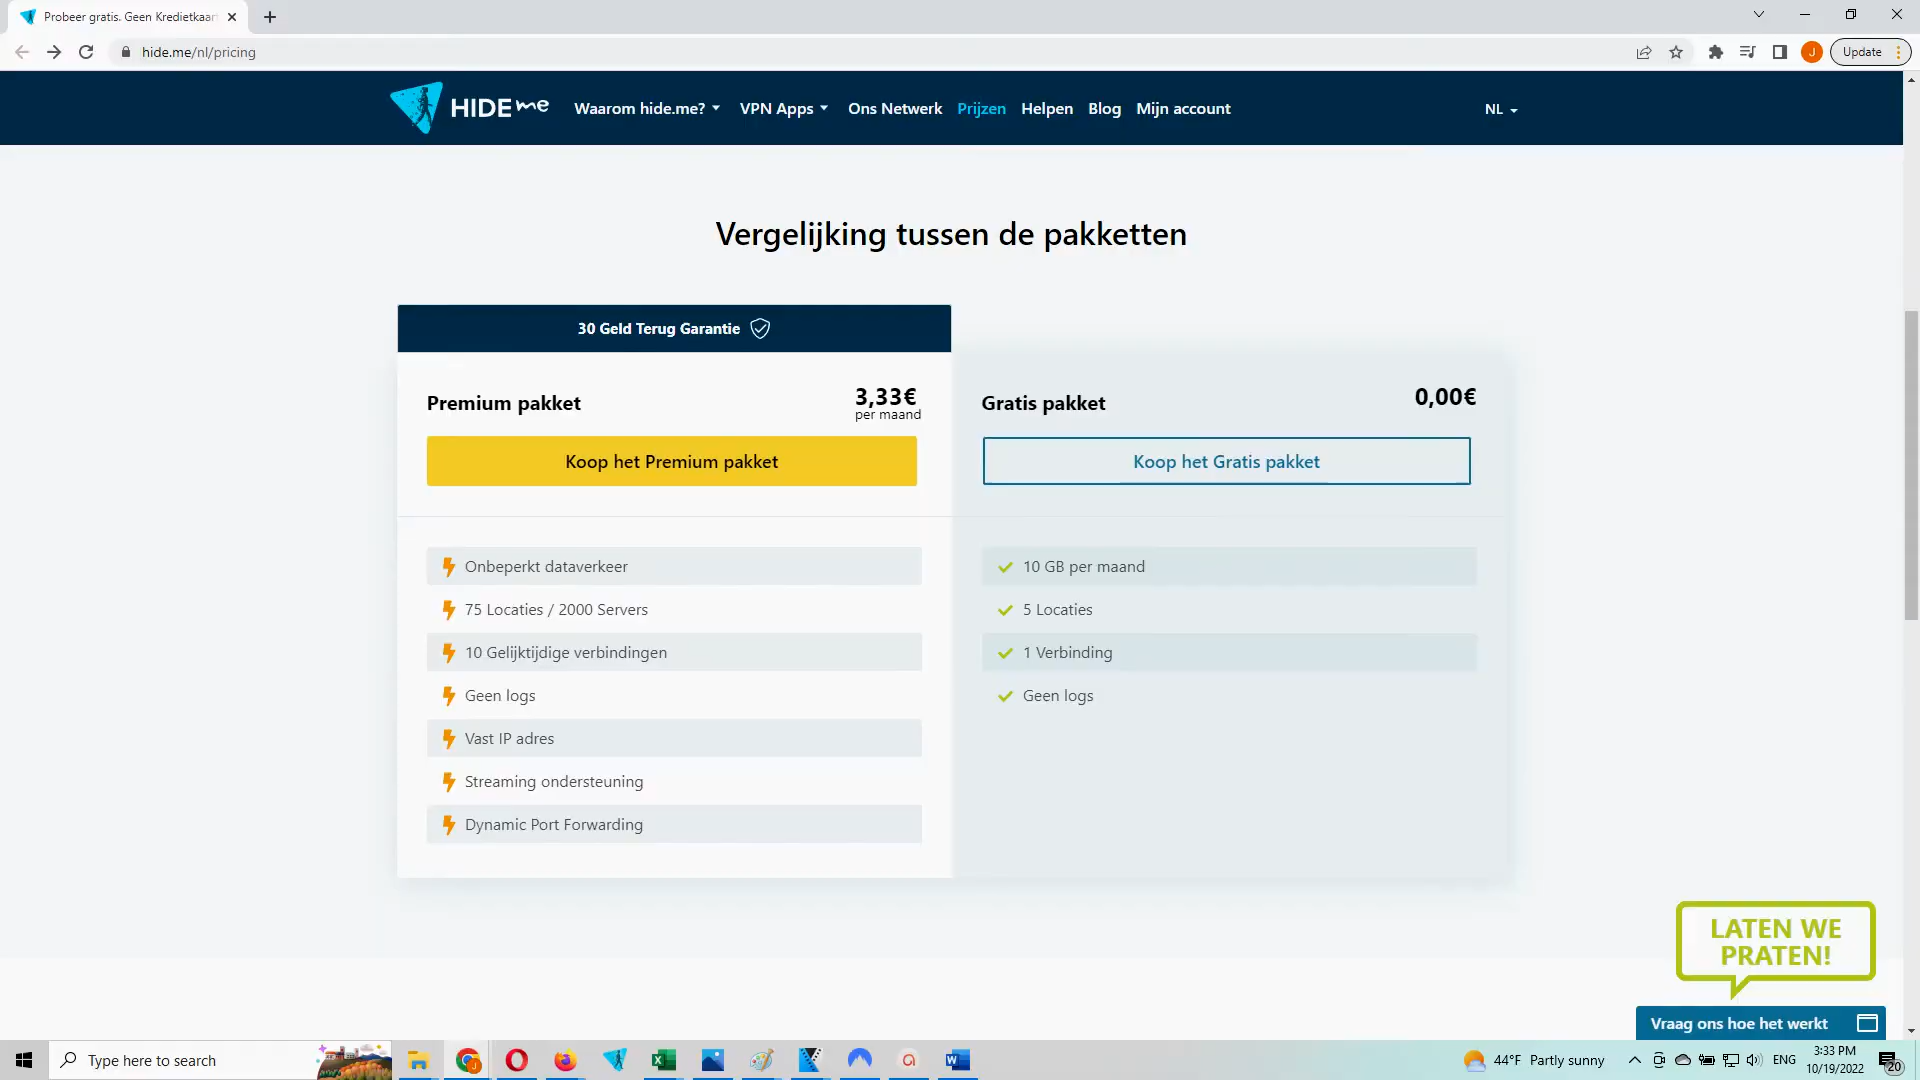 Probeer gratis. Geen Kredietkaar
hide.me/nl/pricing
J
Update
HIDE me
Waarom hide.me?
VPN Apps
Ons Netwerk
Prijzen
Helpen
Blog
Mijn account
NL
Vergelijking tussen de pakketten
30 Geld Terug Garantie
Premium pakket
3,33€
per maand
Koop het Premium pakket
Onbeperkt dataverkeer
75 Locaties / 2000 Servers
10 Gelijktijdige verbindingen
Geen logs
Vast IP adres
Streaming ondersteuning
Dynamic Port Forwarding
Gratis pakket
0,00€
Koop het Gratis pakket
10 GB per maand
5 Locaties
1 Verbinding
Geen logs
LATEN WE
PRATEN!
Vraag ons hoe het werkt
Type here to search
44°F Partly sunny
ENG
3:33 PM
10/19/2022
20